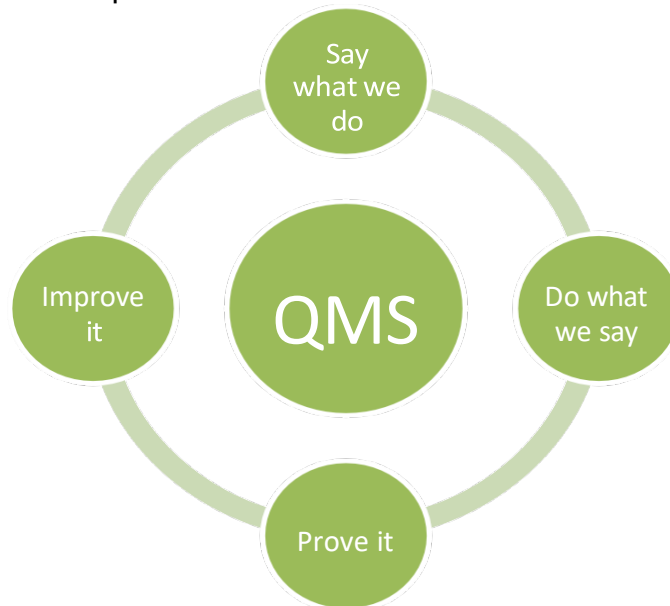 Say
what we
do
Improve
it
QMS
Do what
we say
Prove it